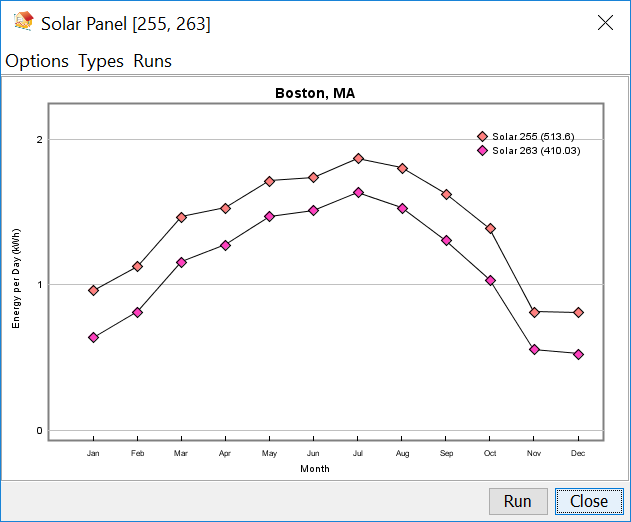 Solar Panel [255, 263]
Options Types Runs
Boston, MA
Solar 255 (513.6)
Solar 263 (410.03)
2
1
0
Energy per Day (kWh)
Jan Feb Mar Apr May Jun Jul Aug Sep Oct Nov Dec
Month
Run Close